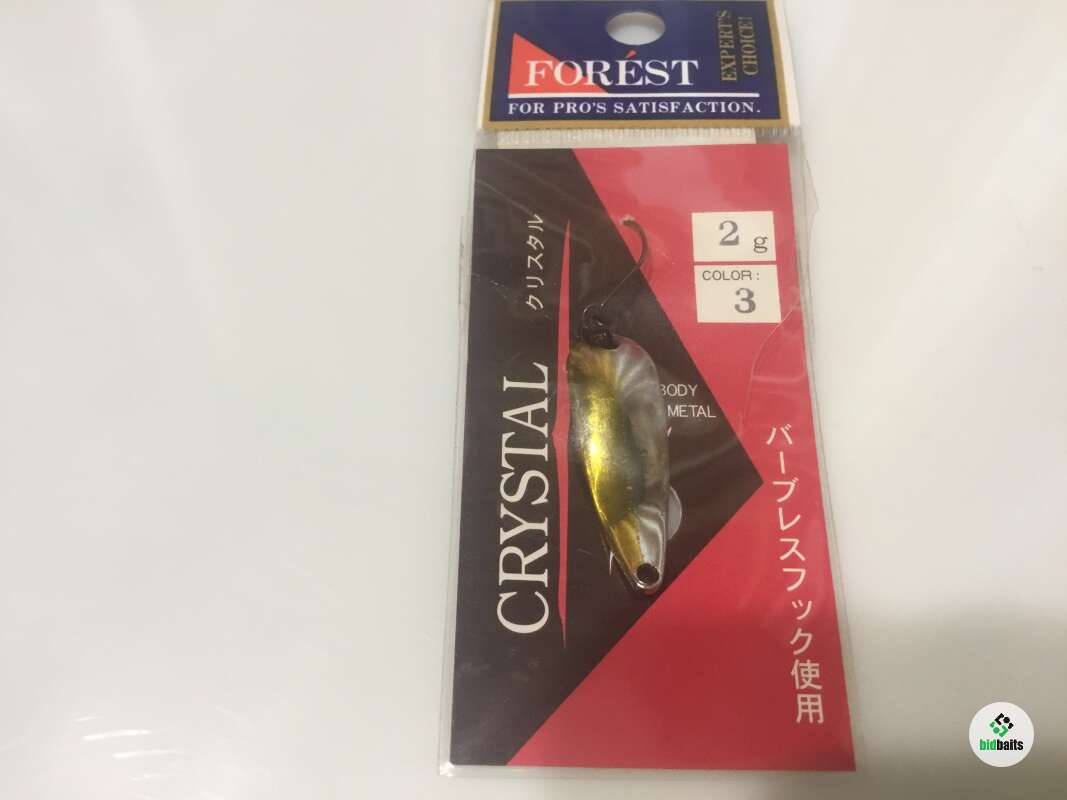 FORÉST
EXPERT'S
CHOICE!
FOR PRO'S SATISFACTION.
2 g
COLOR:
3
CRYSTAL
クリスタル
BODY
METAL
バーブレスフック使用
bidbaits